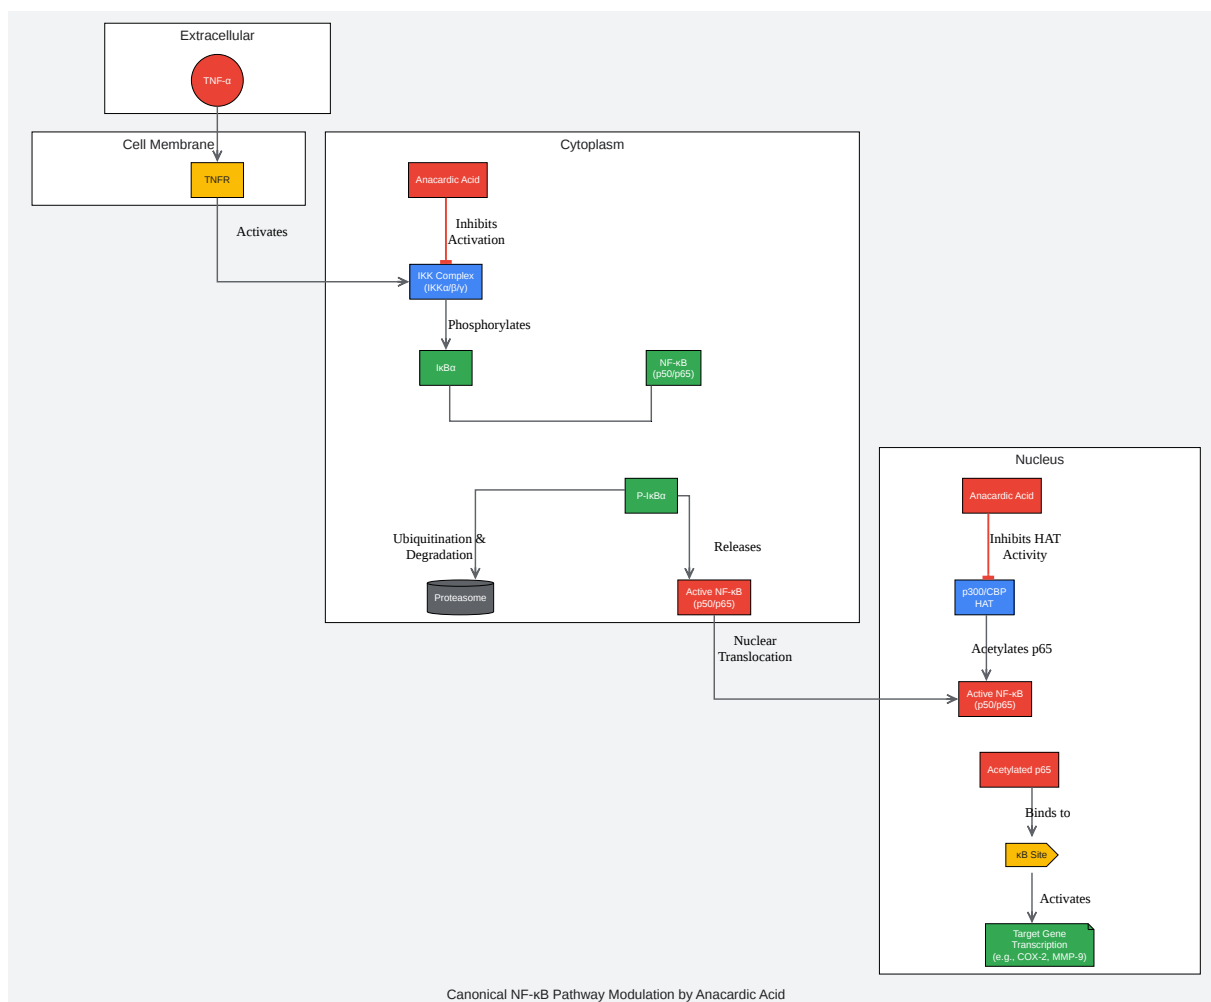 Extracellular
TNF-α
Cell Membrane
TNFR
Activates
Cytoplasm
Anacardic Acid
Inhibits
Activation
IKK Complex
(IKKα/β/γ)
Phosphorylates
IκBα
NF-κB
(p50/p65)
P-IκBα
Ubiquitination &
Degradation
Releases
Proteasome
Active NF-κB
(p50/p65)
Nuclear
Translocation
Nucleus
Anacardic Acid
Inhibits HAT
Activity
p300/CBP
HAT
Acetylates p65
Active NF-κB
(p50/p65)
Acetylated p65
Binds to
κB Site
Activates
Target Gene
Transcription
(e.g., COX-2, MMP-9)
Canonical NF-κB Pathway Modulation by Anacardic Acid